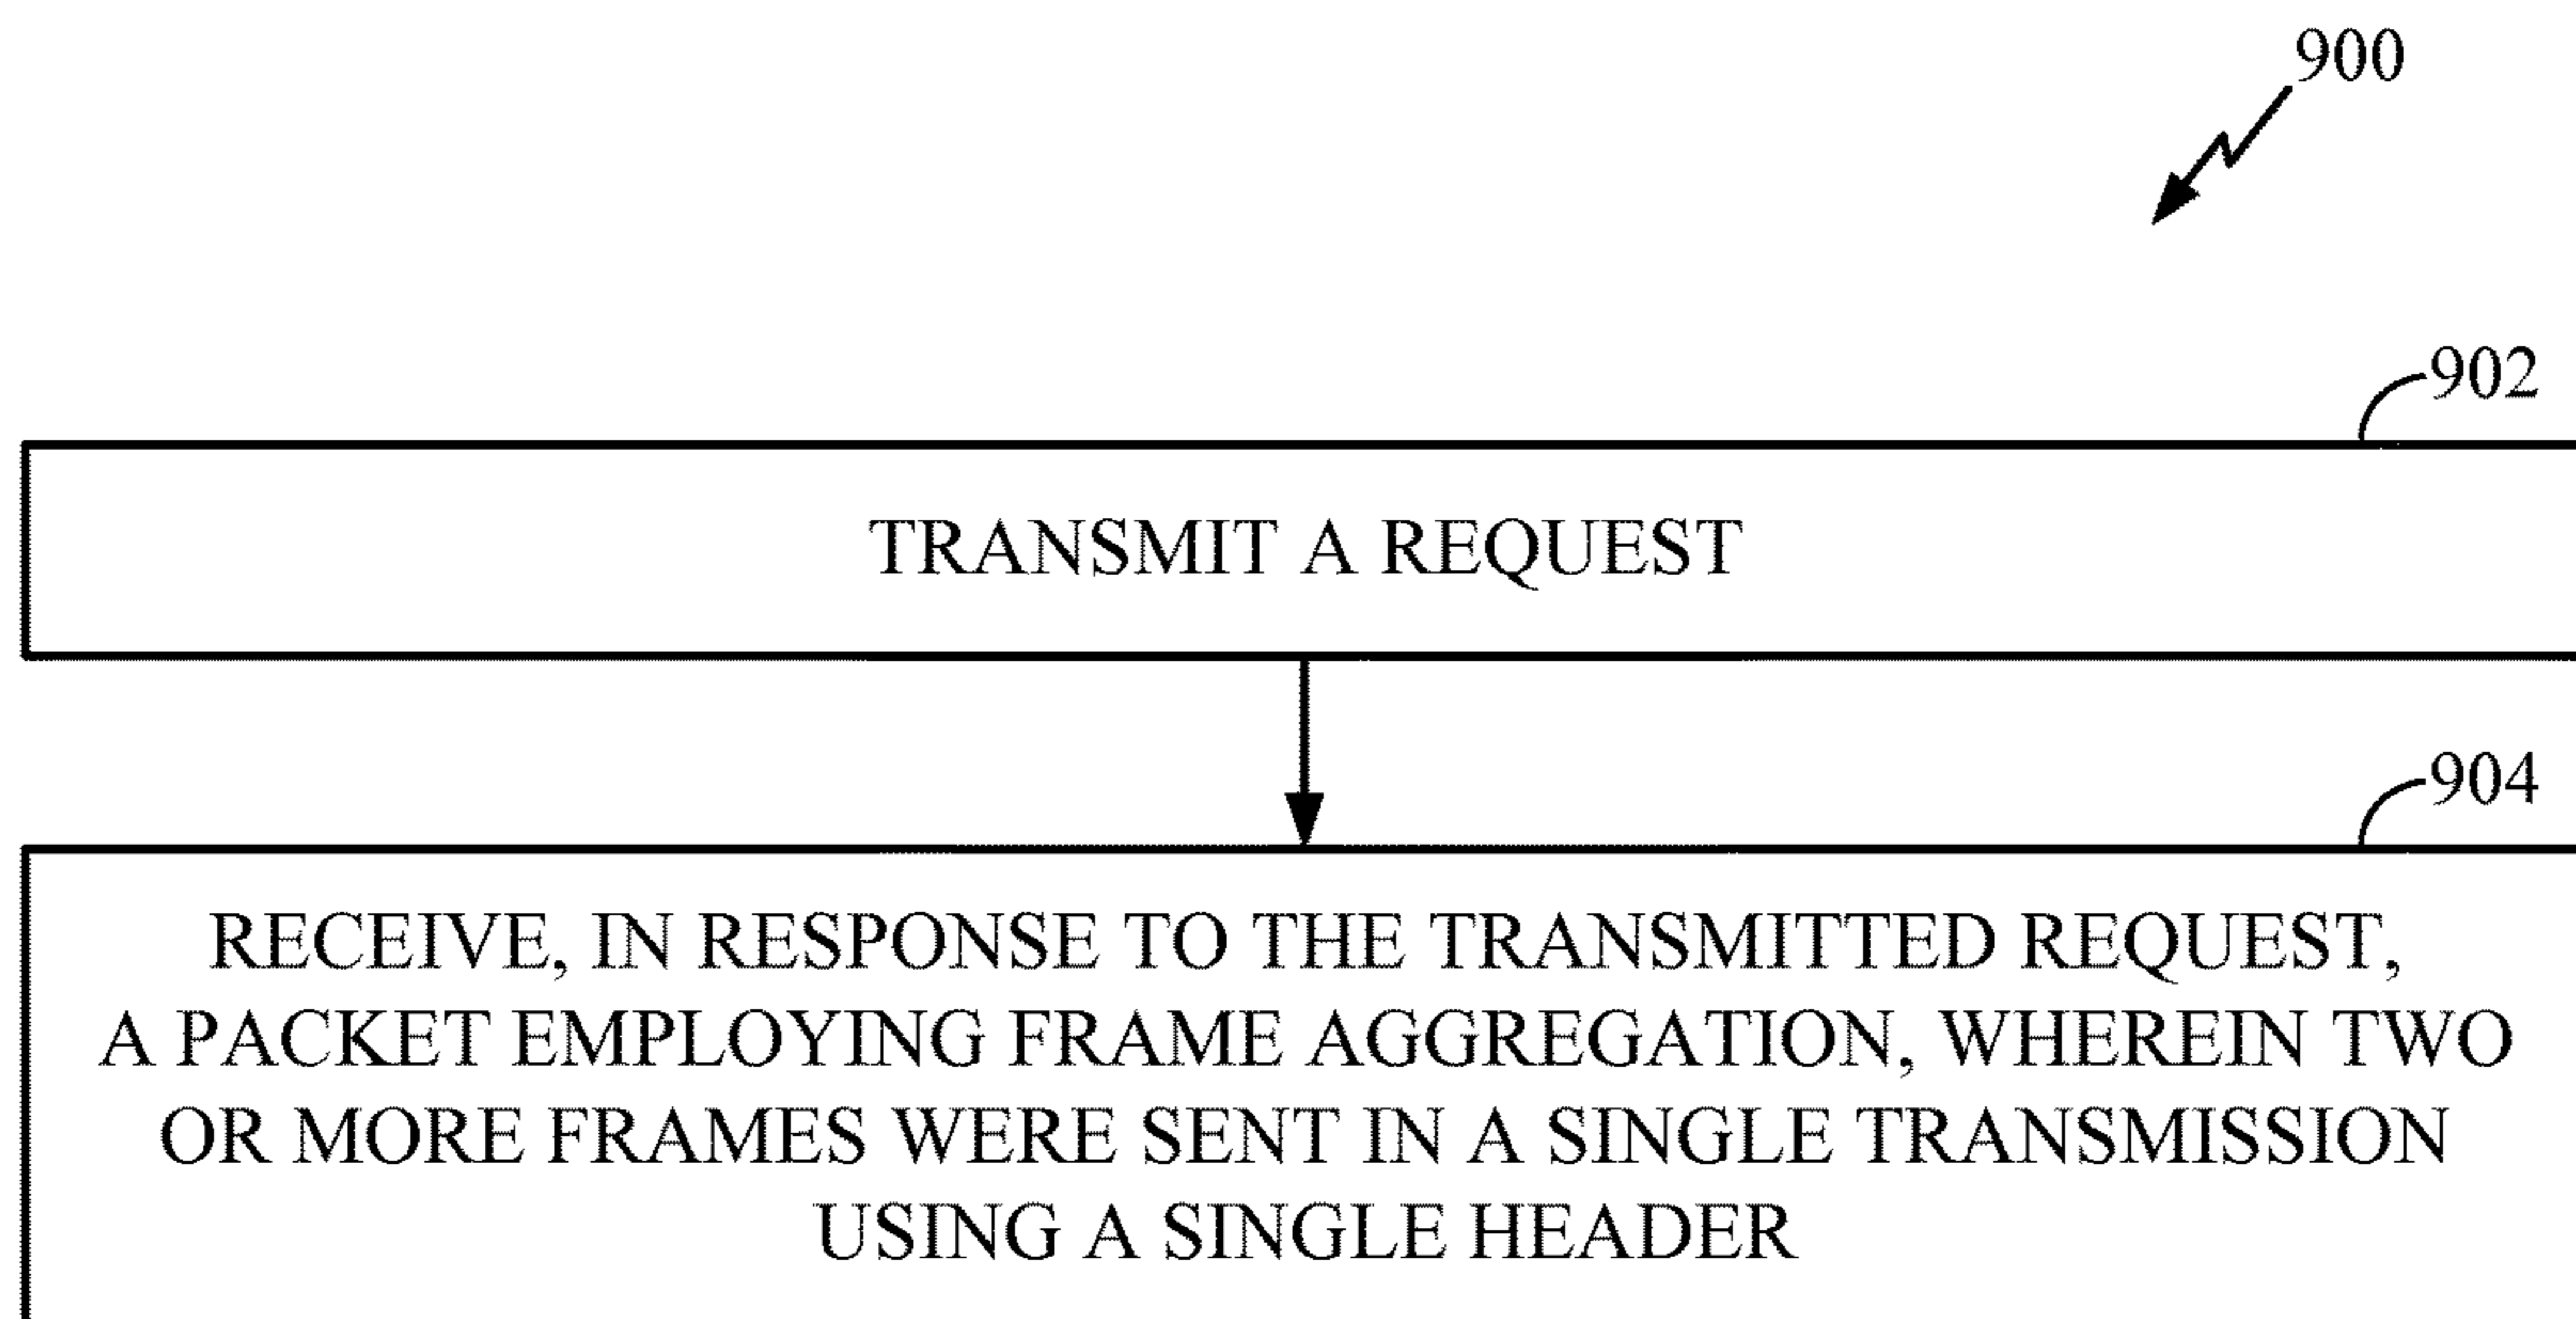 900
902
TRANSMIT A REQUEST
904
RECEIVE, IN RESPONSE TO THE TRANSMITTED REQUEST,
A PACKET EMPLOYING FRAME AGGREGATION, WHEREIN TWO
OR MORE FRAMES WERE SENT IN A SINGLE TRANSMISSION
USING A SINGLE HEADER